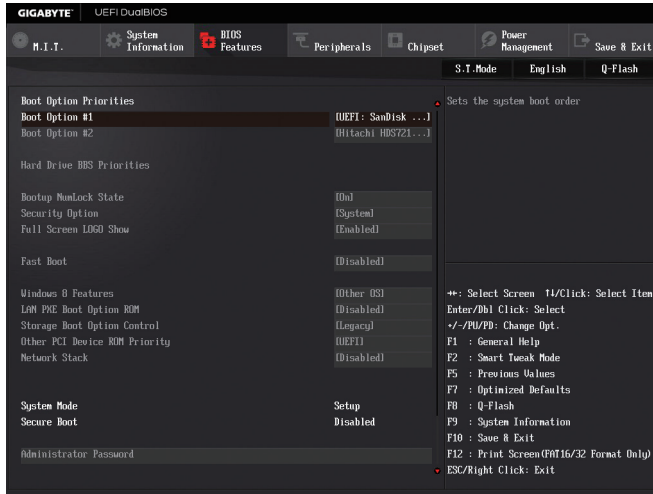 GIGABYTE™ UEFI DualBIOS
M.I.T.
System Information
BIOS Features
Peripherals
Chipset
Power Management
Save & Exit
S.T.Mode English Q-Flash
Boot Option Priorities
Boot Option #1 [UEFI: SanDisk ...]
Boot Option #2 [Hitachi HDS721...]
Hard Drive BBS Priorities
Bootup NumLock State [On]
Security Option [System]
Full Screen LOGO Show [Enabled]
Fast Boot [Disabled]
Windows 8 Features [Other OS]
LAN PXE Boot Option ROM [Disabled]
Storage Boot Option Control [Legacy]
Other PCI Device ROM Priority [UEFI]
Network Stack [Disabled]
System Mode Setup
Secure Boot Disabled
Administrator Password
Sets the system boot order
→←: Select Screen ↑↓/Click: Select Item
Enter/Dbl Click: Select
+/-/PU/PD: Change Opt.
F1 : General Help
F2 : Smart Tweak Mode
F5 : Previous Values
F7 : Optimized Defaults
F8 : Q-Flash
F9 : System Information
F10 : Save & Exit
F12 : Print Screen(FAT16/32 Format Only)
ESC/Right Click: Exit